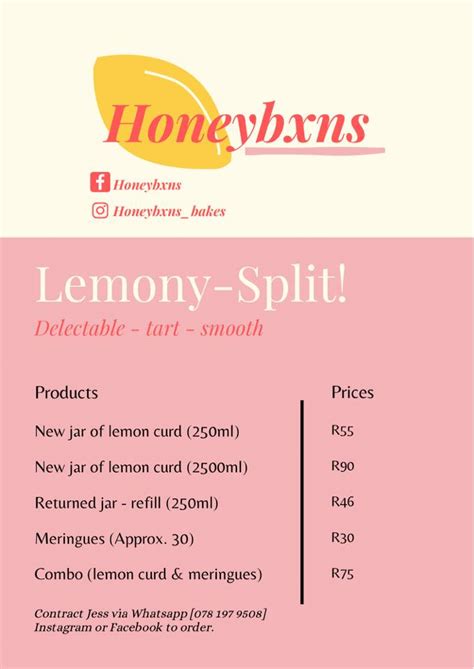 Honeybxns
Honeybxns
Honeybxns_bakes
Lemony-Split!
Delectable - tart - smooth
Products Prices
New jar of lemon curd (250ml) R55
New jar of lemon curd (2500ml) R90
Returned jar - refill (250ml) R46
Meringues (Approx. 30) R30
Combo (lemon curd & meringues) R75
Contract Jess via Whatsapp [078 197 9508]
Instagram or Facebook to order.